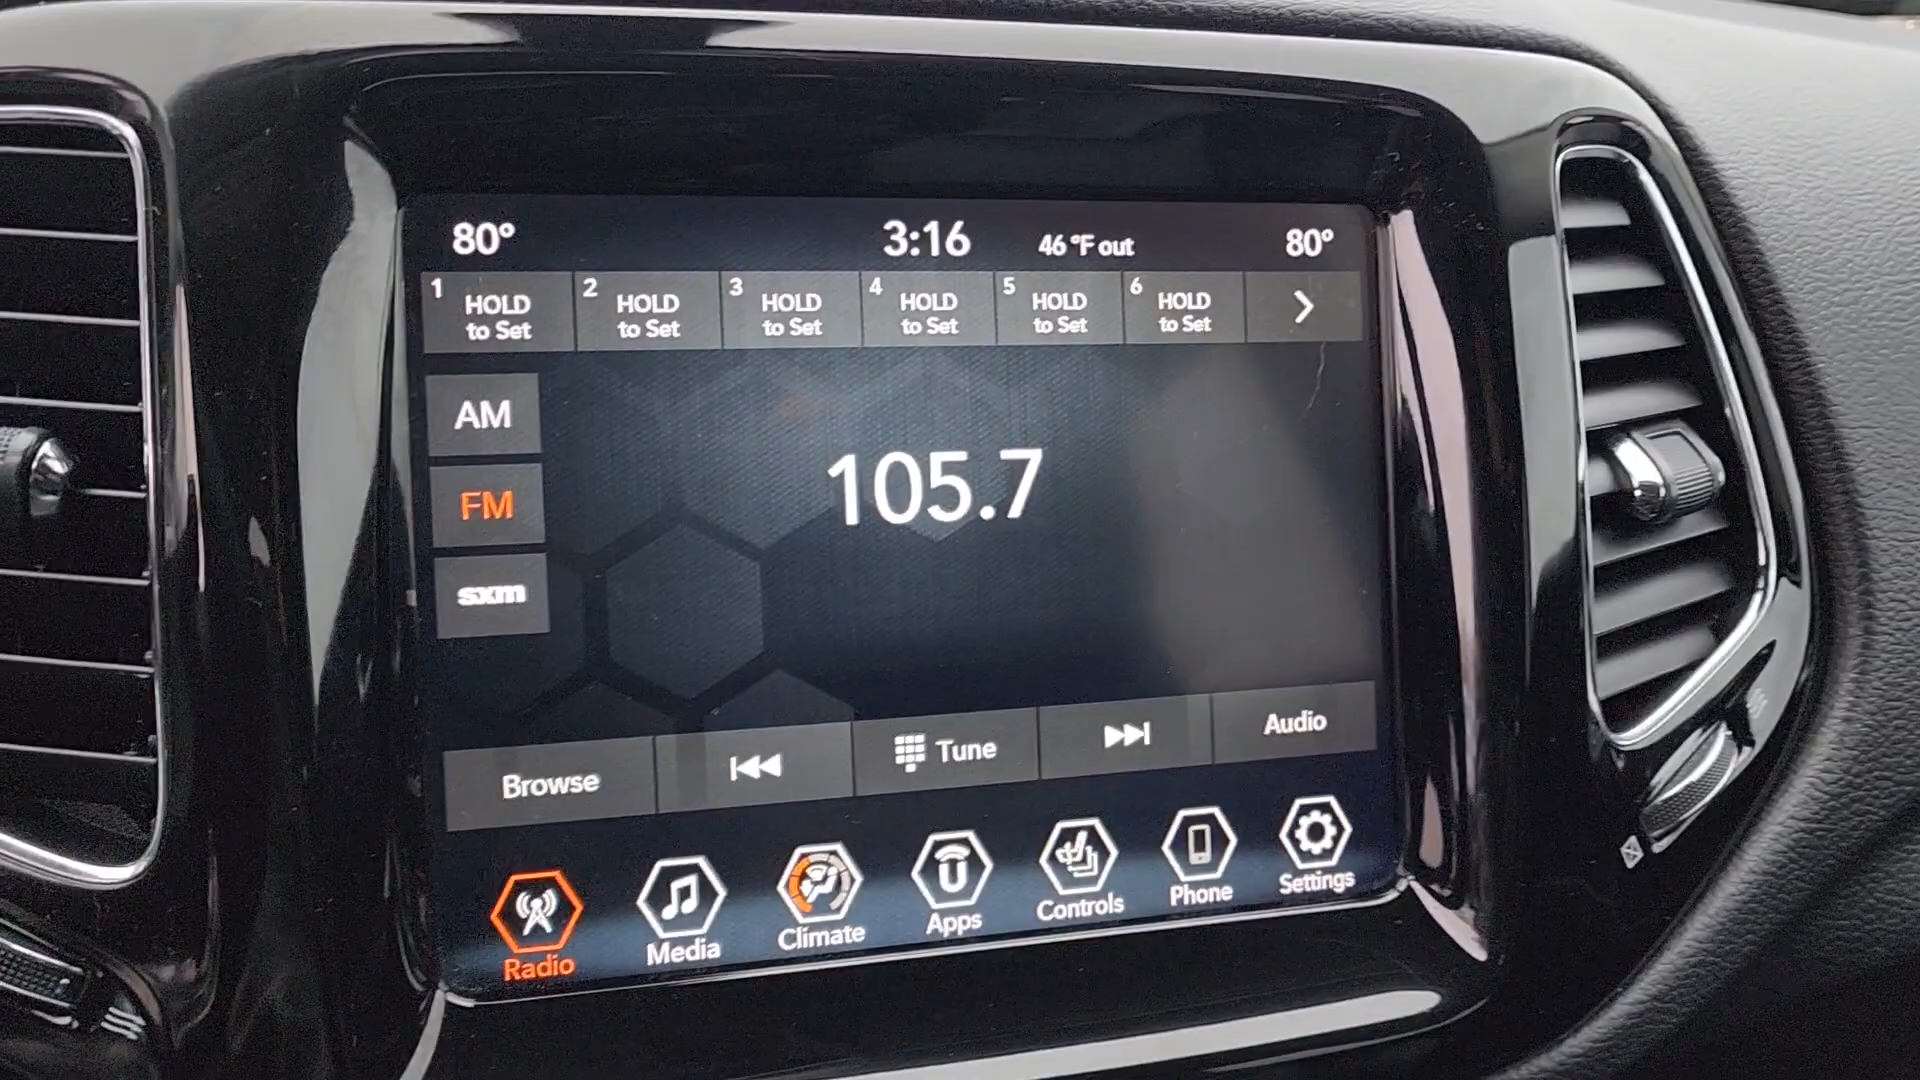 80° 3:16 46 °F out 80°
1 HOLD to Set
2 HOLD to Set
3 HOLD to Set
4 HOLD to Set
5 HOLD to Set
6 HOLD to Set
AM
105.7
FM
sxm
Browse
Tune
Audio
Radio
Media
Climate
Apps
Controls
Phone
Settings